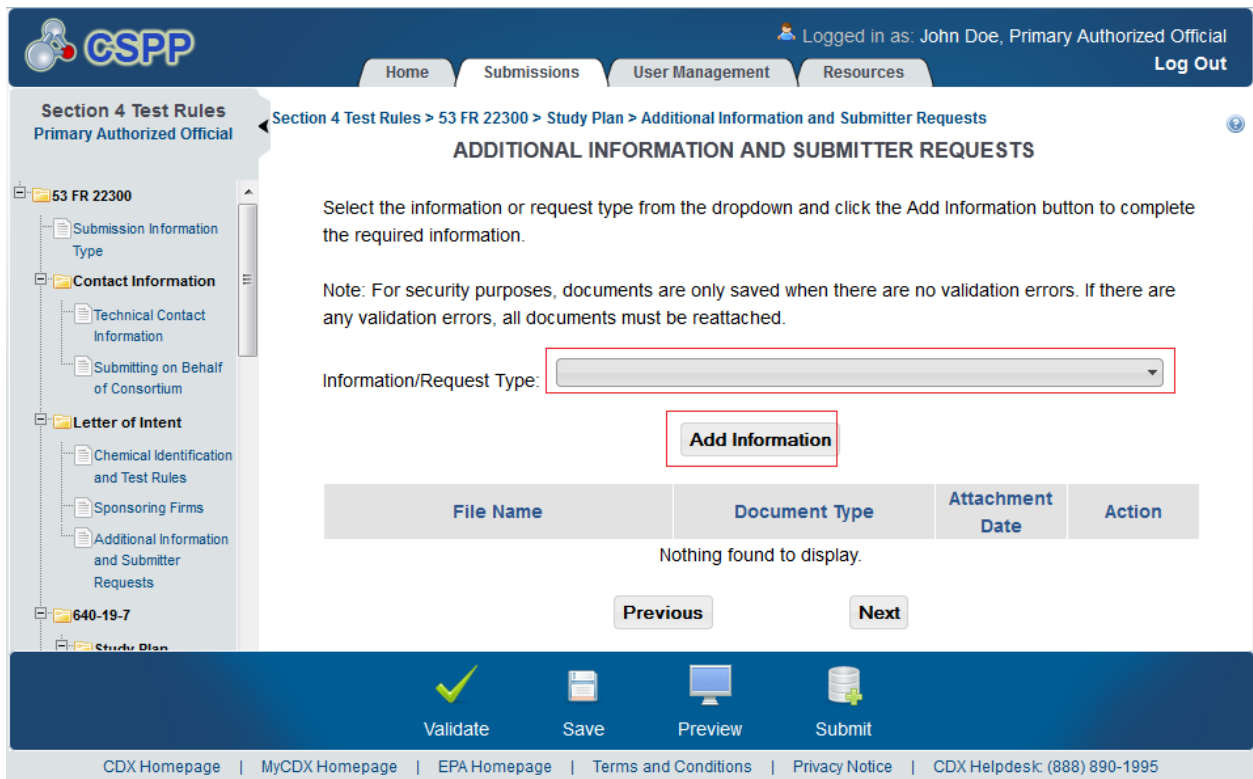 CSPP
Logged in as: John Doe, Primary Authorized Official
Log Out
Home
Submissions
User Management
Resources
Section 4 Test Rules
Primary Authorized Official
53 FR 22300
Submission Information
Type
Contact Information
Technical Contact
Information
Submitting on Behalf
of Consortium
Letter of Intent
Chemical Identification
and Test Rules
Sponsoring Firms
Additional Information
and Submitter
Requests
640-19-7
Study Plan
Section 4 Test Rules > 53 FR 22300 > Study Plan > Additional Information and Submitter Requests
ADDITIONAL INFORMATION AND SUBMITTER REQUESTS
Select the information or request type from the dropdown and click the Add Information button to complete
the required information.
Note: For security purposes, documents are only saved when there are no validation errors. If there are
any validation errors, all documents must be reattached.
Information/Request Type:
Add Information
File Name
Document Type
Attachment
Date
Action
Nothing found to display.
Previous
Next
Validate
Save
Preview
Submit
CDX Homepage | MyCDX Homepage | EPA Homepage | Terms and Conditions | Privacy Notice | CDX Helpdesk: (888) 890-1995